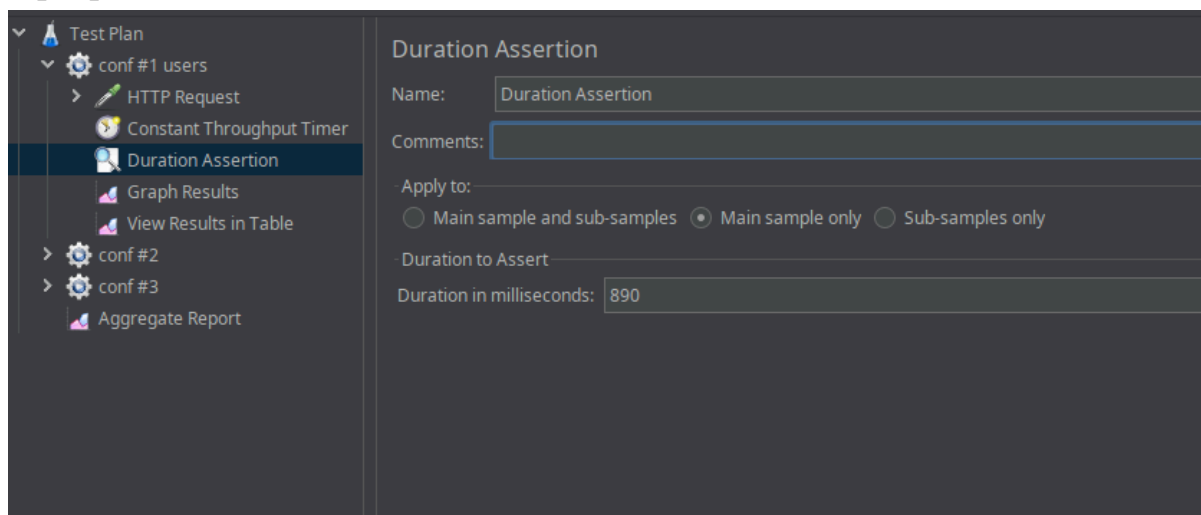 Test Plan
conf #1 users
HTTP Request
Constant Throughput Timer
Duration Assertion
Graph Results
View Results in Table
conf #2
conf #3
Aggregate Report
Duration Assertion
Name: Duration Assertion
Comments:
Apply to:
Main sample and sub-samples Main sample only Sub-samples only
Duration to Assert
Duration in milliseconds: 890